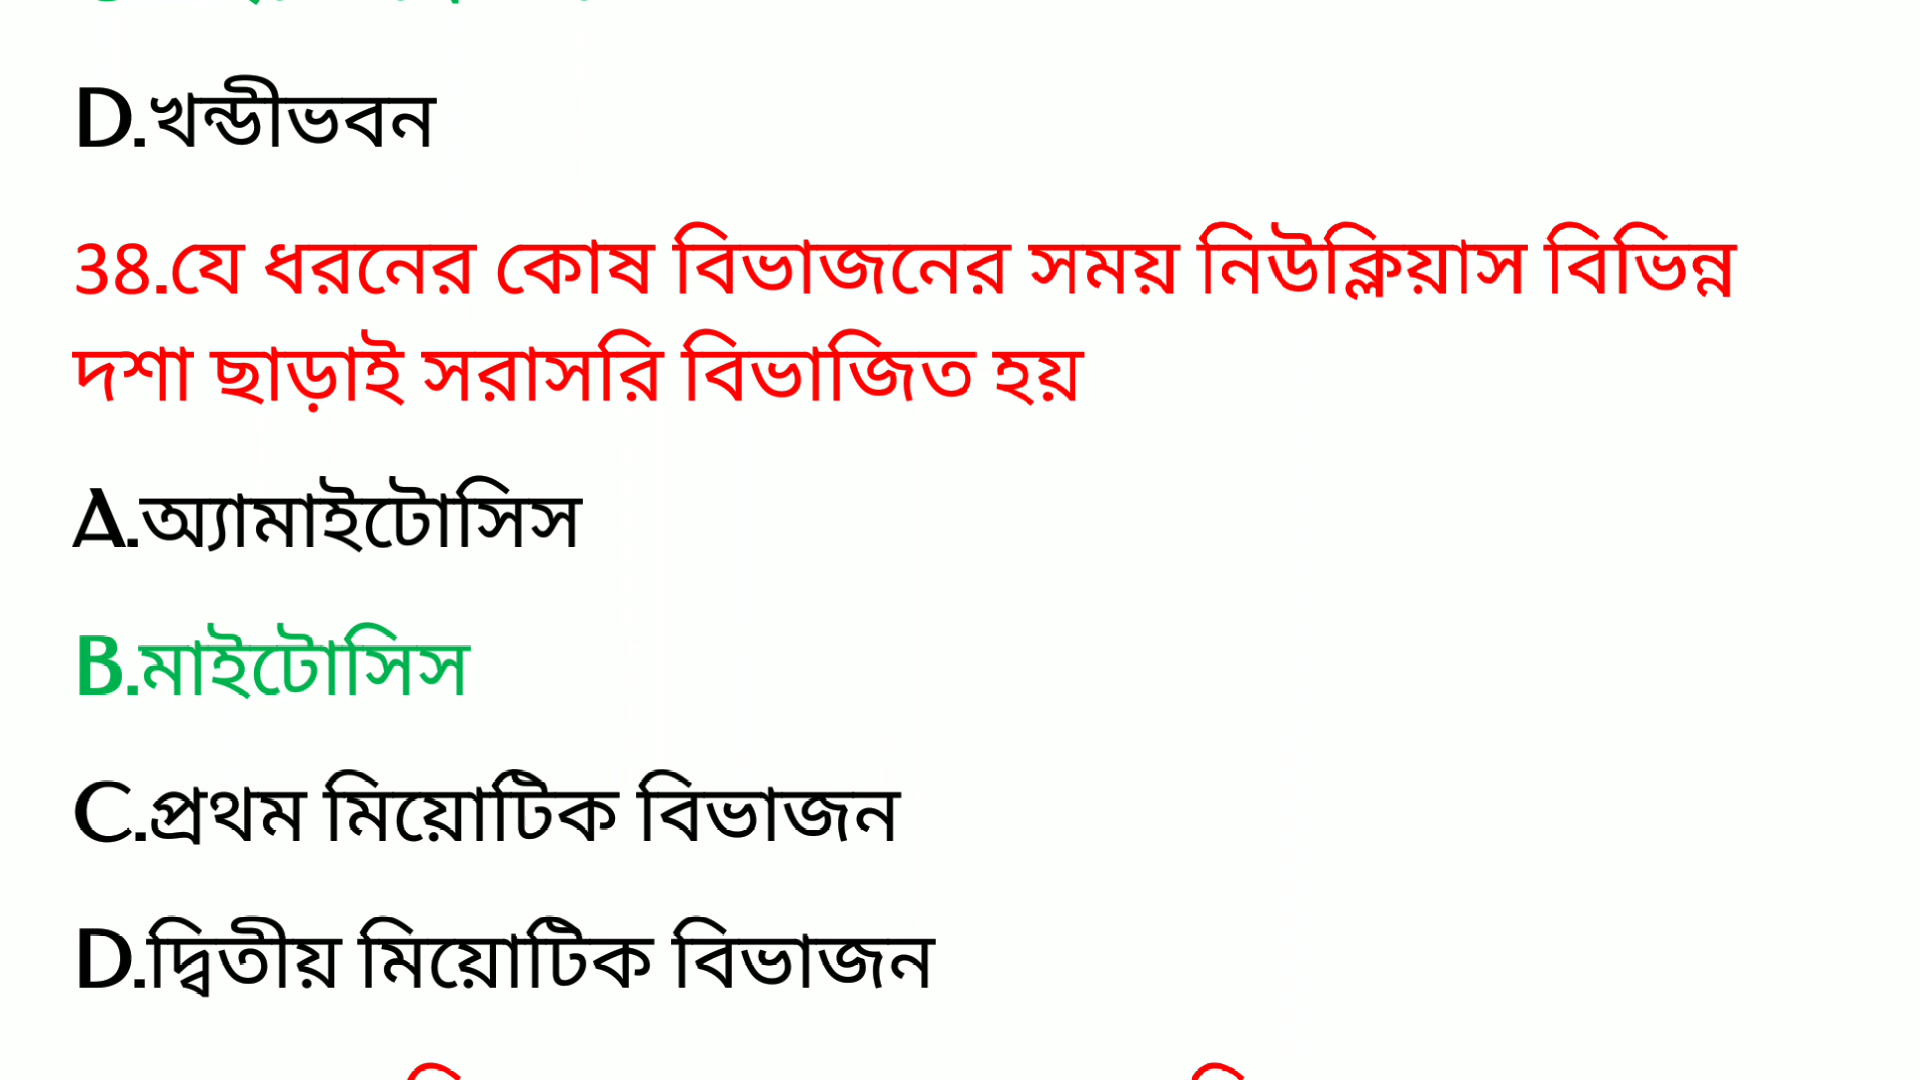 D.খন্ডীভবন
38.যে ধরনের কোষ বিভাজনের সময় নিউক্লিয়াস বিভিন্ন
দশা ছাড়াই সরাসরি বিভাজিত হয়
A.অ্যামাইটোসিস
B.মাইটোসিস
C.প্রথম মিয়োটিক বিভাজন
D.দ্বিতীয় মিয়োটিক বিভাজন